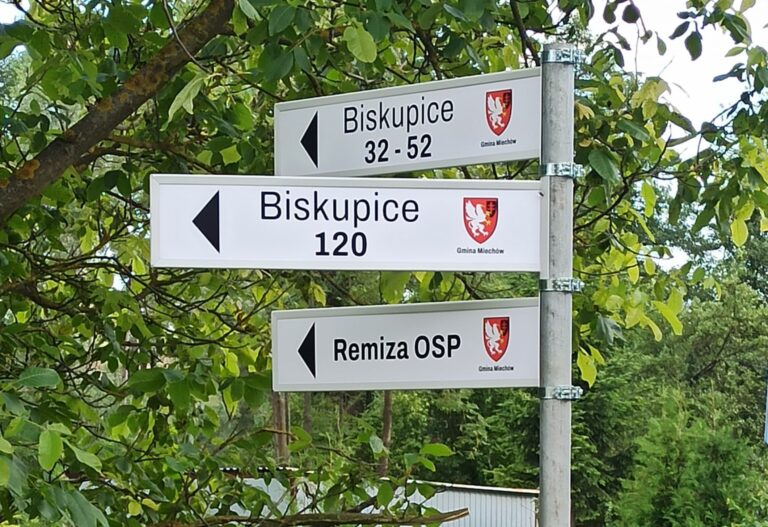 Biskupice
32 - 52
Gmina Miechów
Biskupice
120
Gmina Miechów
Remiza OSP
Gmina Miechów